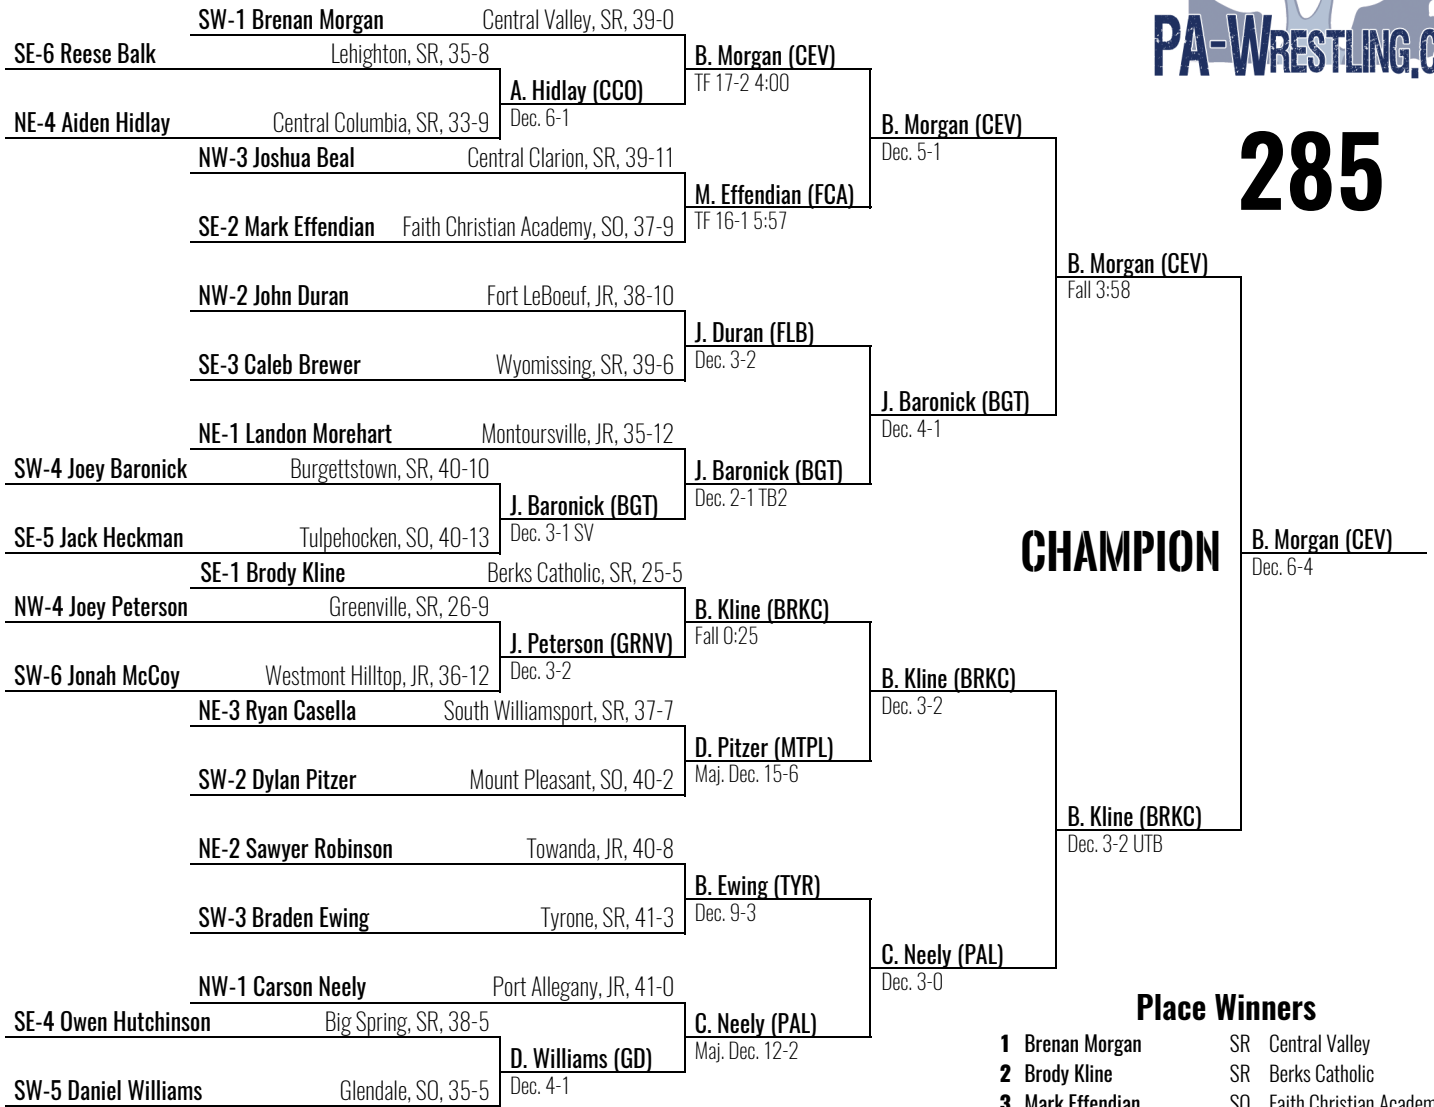 SW-1 Brenan Morgan Central Valley, SR, 39-0
SE-6 Reese Balk Lehighton, SR, 35-8
B. Morgan (CEV)
TF 17-2 4:00
PA-WRESTLING.C
A. Hidlay (CCO)
Dec. 6-1
NE-4 Aiden Hidlay Central Columbia, SR, 33-9
B. Morgan (CEV)
Dec. 5-1
285
NW-3 Joshua Beal Central Clarion, SR, 39-11
M. Effendian (FCA)
TF 16-1 5:57
SE-2 Mark Effendian Faith Christian Academy, SO, 37-9
B. Morgan (CEV)
Fall 3:58
NW-2 John Duran Fort LeBoeuf, JR, 38-10
J. Duran (FLB)
Dec. 3-2
SE-3 Caleb Brewer Wyomissing, SR, 39-6
J. Baronick (BGT)
Dec. 4-1
NE-1 Landon Morehart Montoursville, JR, 35-12
SW-4 Joey Baronick Burgettstown, SR, 40-10
J. Baronick (BGT)
Dec. 2-1 TB2
J. Baronick (BGT)
Dec. 3-1 SV
SE-5 Jack Heckman Tulpehocken, SO, 40-13
CHAMPION
B. Morgan (CEV)
Dec. 6-4
SE-1 Brody Kline Berks Catholic, SR, 25-5
NW-4 Joey Peterson Greenville, SR, 26-9
B. Kline (BRKC)
Fall 0:25
J. Peterson (GRNV)
Dec. 3-2
SW-6 Jonah McCoy Westmont Hilltop, JR, 36-12
B. Kline (BRKC)
Dec. 3-2
NE-3 Ryan Casella South Williamsport, SR, 37-7
D. Pitzer (MTPL)
Maj. Dec. 15-6
SW-2 Dylan Pitzer Mount Pleasant, SO, 40-2
B. Kline (BRKC)
Dec. 3-2 UTB
NE-2 Sawyer Robinson Towanda, JR, 40-8
B. Ewing (TYR)
Dec. 9-3
SW-3 Braden Ewing Tyrone, SR, 41-3
C. Neely (PAL)
Dec. 3-0
NW-1 Carson Neely Port Allegany, JR, 41-0
SE-4 Owen Hutchinson Big Spring, SR, 38-5
C. Neely (PAL)
Maj. Dec. 12-2
D. Williams (GD)
Dec. 4-1
SW-5 Daniel Williams Glendale, SO, 35-5
Place Winners
1 Brenan Morgan SR Central Valley
2 Brody Kline SR Berks Catholic
3 Mark Effendian SO Faith Christian Academ